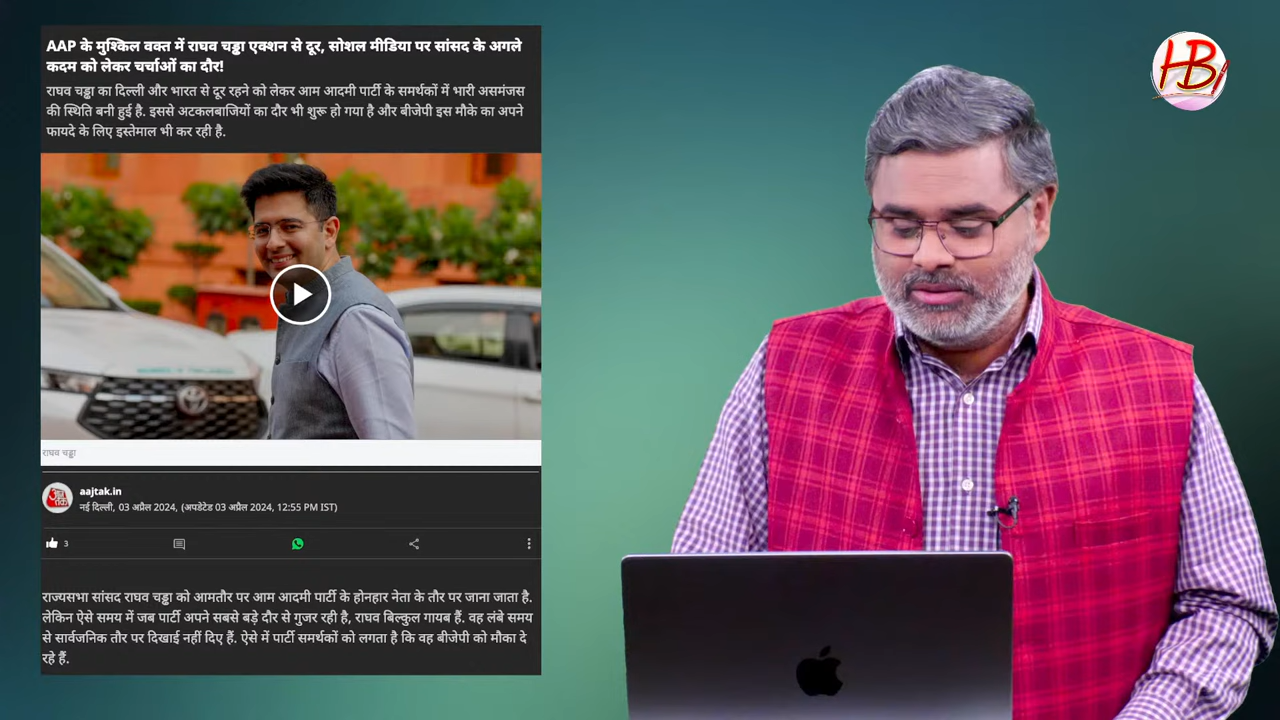 AAP के मुश्किल वक्त में राघव चड्ढा एक्शन से दूर, सोशल मीडिया पर सांसद के अगले
कदम को लेकर चर्चाओं का दौर!
राघव चड्ढा का दिल्ली और भारत से दूर रहने को लेकर आम आदमी पार्टी के समर्थकों में भारी असमंजस
की स्थिति बनी हुई है. इससे अटकलबाजियों का दौर भी शुरू हो गया है और बीजेपी इस मौके का अपने
फायदे के लिए इस्तेमाल भी कर रही है.
राघव चड्ढा
aajtak.in
नई दिल्ली, 03 अप्रैल 2024, (अपडेटेड 03 अप्रैल 2024, 12:55 PM IST)
3
राज्यसभा सांसद राघव चड्ढा को आमतौर पर आम आदमी पार्टी के होनहार नेता के तौर पर जाना जाता है.
लेकिन ऐसे समय में जब पार्टी अपने सबसे बड़े दौर से गुजर रही है, राघव बिल्कुल गायब हैं. वह लंबे समय
से सार्वजनिक तौर पर दिखाई नहीं दिए हैं. ऐसे में पार्टी समर्थकों को लगता है कि वह बीजेपी को मौका दे
रहे हैं.
HB